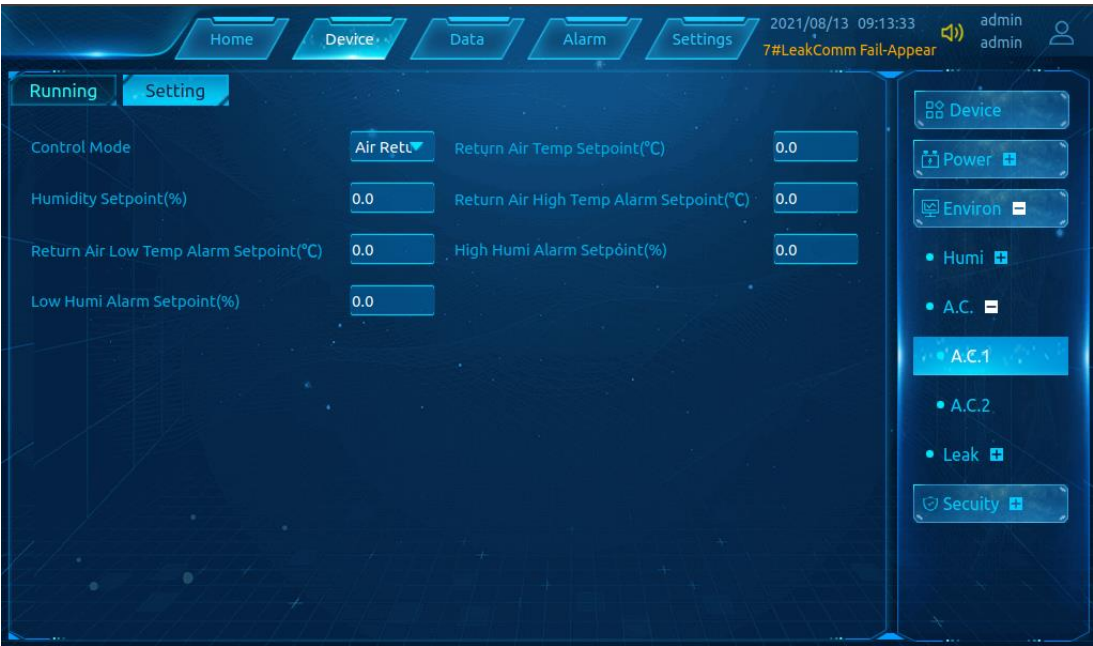 Home Device Data Alarm Settings 2021/08/13 09:13:33 admin
7#LeakComm Fail-Appear admin
Running Setting
Control Mode Air Retu Return Air Temp Setpoint(℃) 0.0
Humidity Setpoint(%) 0.0 Return Air High Temp Alarm Setpoint(℃) 0.0
Return Air Low Temp Alarm Setpoint(℃) 0.0 High Humi Alarm Setpoint(%) 0.0
Low Humi Alarm Setpoint(%) 0.0
Device
Power
Environ
Humi
A.C.
A.C.1
A.C.2
Leak
Secuity